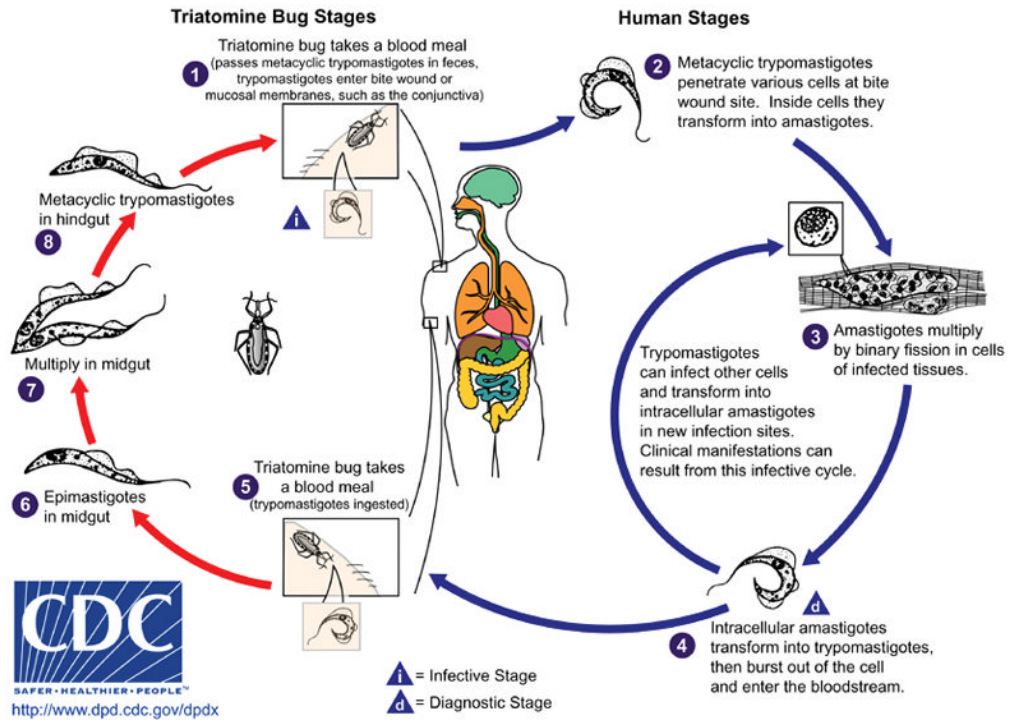 Triatomine Bug Stages
Human Stages
1
Triatomine bug takes a blood meal
(passes metacyclic trypomastigotes in feces,
trypomastigotes enter bite wound or
mucosal membranes, such as the conjunctiva)
i
2
Metacyclic trypomastigotes
penetrate various cells at bite
wound site. Inside cells they
transform into amastigotes.
3
Amastigotes multiply
by binary fission in cells
of infected tissues.
Trypomastigotes
can infect other cells
and transform into
intracellular amastigotes
in new infection sites.
Clinical manifestations can
result from this infective cycle.
d
4
Intracellular amastigotes
transform into trypomastigotes,
then burst out of the cell
and enter the bloodstream.
5
Triatomine bug takes
a blood meal
(trypomastigotes ingested)
6
Epimastigotes
in midgut
Multiply in midgut
7
Metacyclic trypomastigotes
in hindgut
8
CDC
SAFER•HEALTHIER•PEOPLE™
http://www.dpd.cdc.gov/dpdx
i = Infective Stage
d = Diagnostic Stage